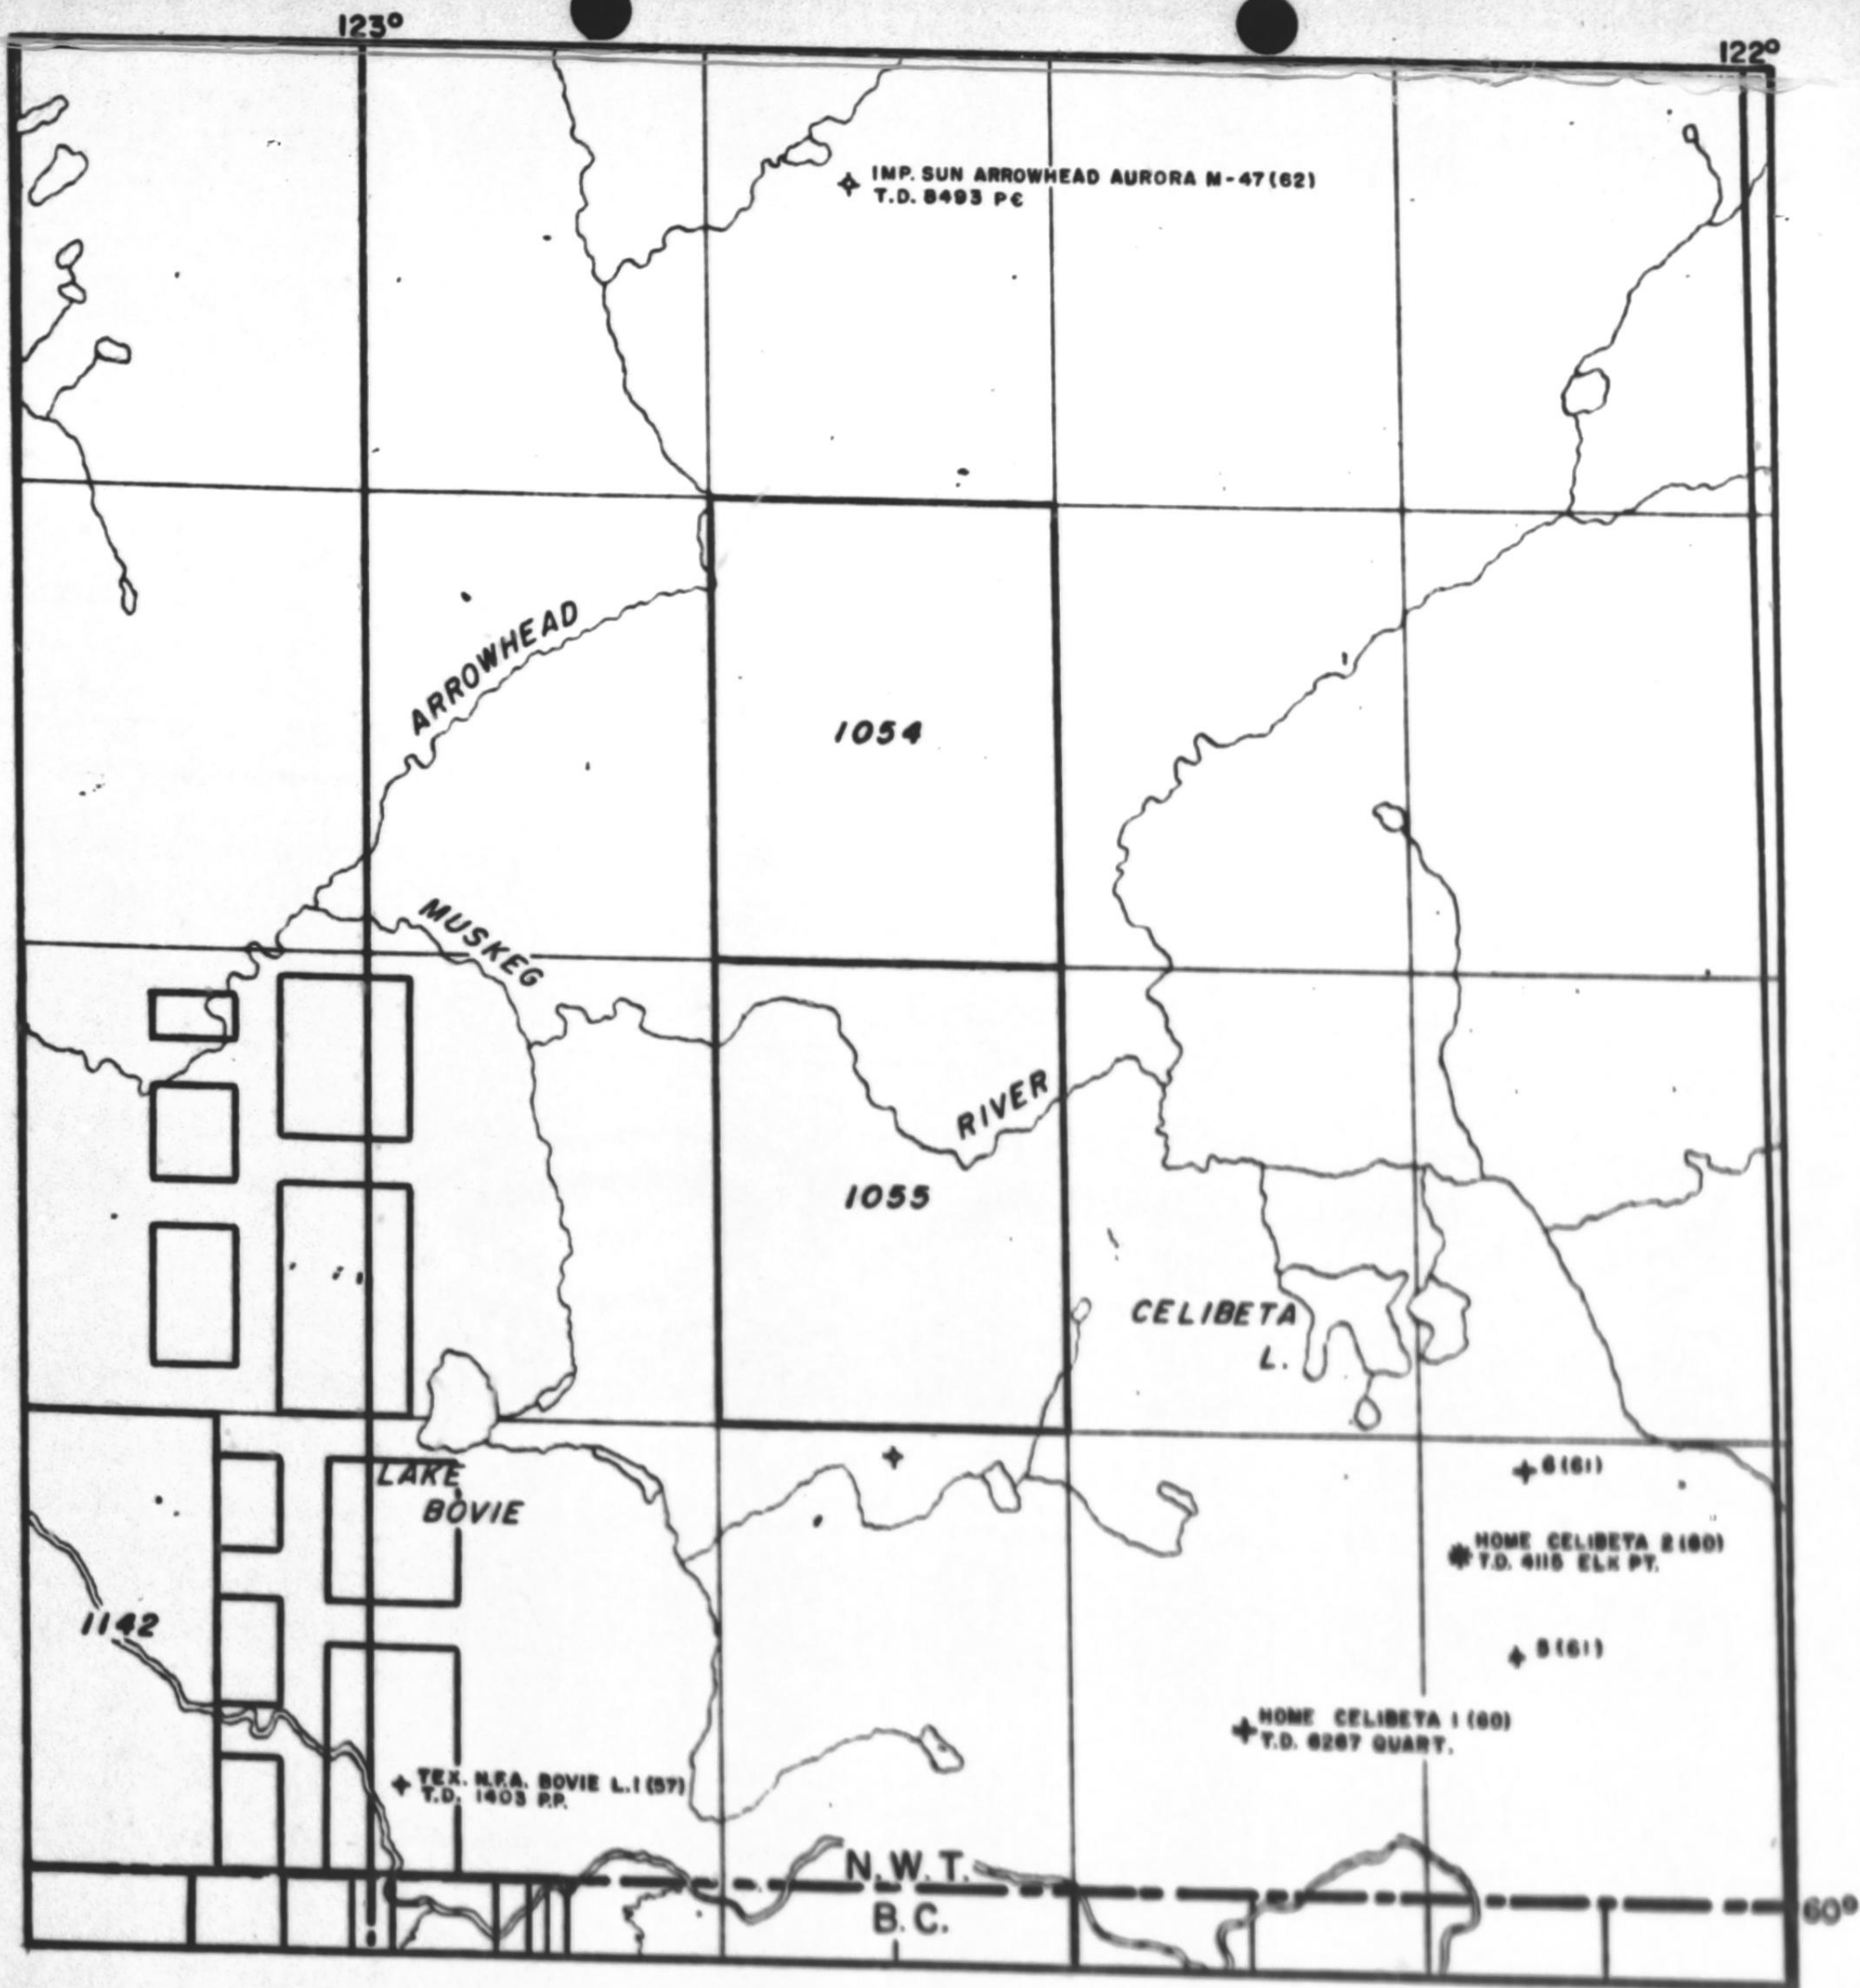 123°
122°
IMP. SUN ARROWHEAD AURORA M-47(62)
T.D. 8493 P€
ARROWHEAD
1054
MUSKEG
RIVER
1055
CELIBETA
L.
6(61)
LAKE
BOVIE
HOME CELIBETA 2(60)
T.D. 4115 ELK PT.
1142
5(61)
HOME CELIBETA 1(60)
T.D. 6267 QUART.
TEX. N.F.A. BOVIE L.1(57)
T.D. 1403 P.P.
N.W.T.
B.C.
60°